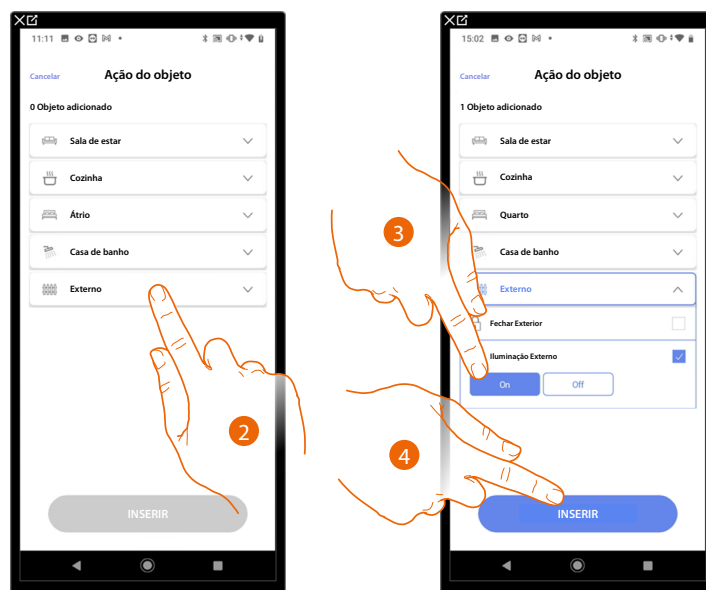 11:11
Cancelar
Ação do objeto
0 Objeto adicionado
Sala de estar
Cozinha
Átrio
Casa de banho
Externo
2
INSERIR
15:02
Cancelar
Ação do objeto
1 Objeto adicionado
Sala de estar
Cozinha
Quarto
3
Casa de banho
Externo
Fechar Exterior
Iluminação Externo
On
Off
4
INSERIR